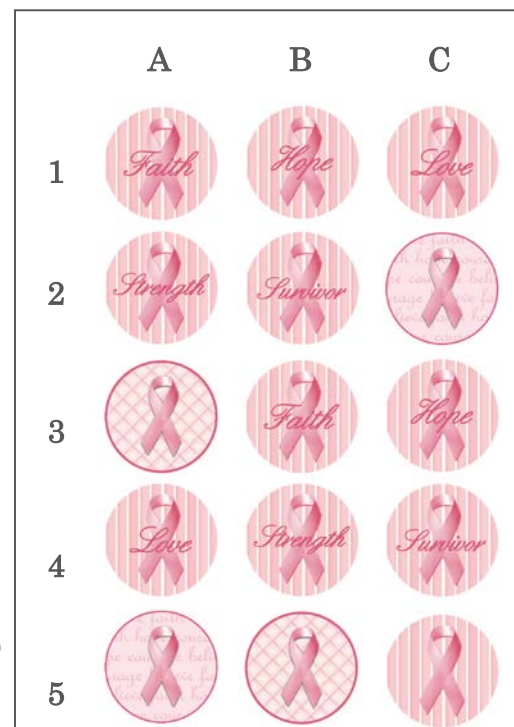 A B C
1 Faith Hope Love
2 Strength Survivor
3 Faith Hope
4 Love Strength Survivor
5